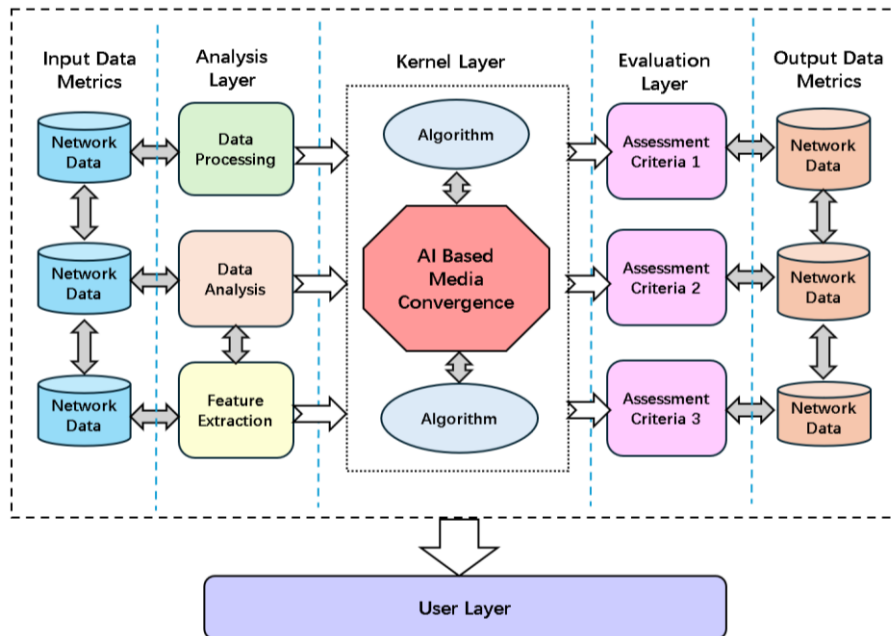 Input Data
Metrics
Analysis
Layer
Kernel Layer
Evaluation
Layer
Output Data
Metrics
Network
Data
Data
Processing
Algorithm
Assessment
Criteria 1
Network
Data
Network
Data
Data
Analysis
AI Based
Media
Convergence
Assessment
Criteria 2
Network
Data
Network
Data
Feature
Extraction
Algorithm
Assessment
Criteria 3
Network
Data
User Layer